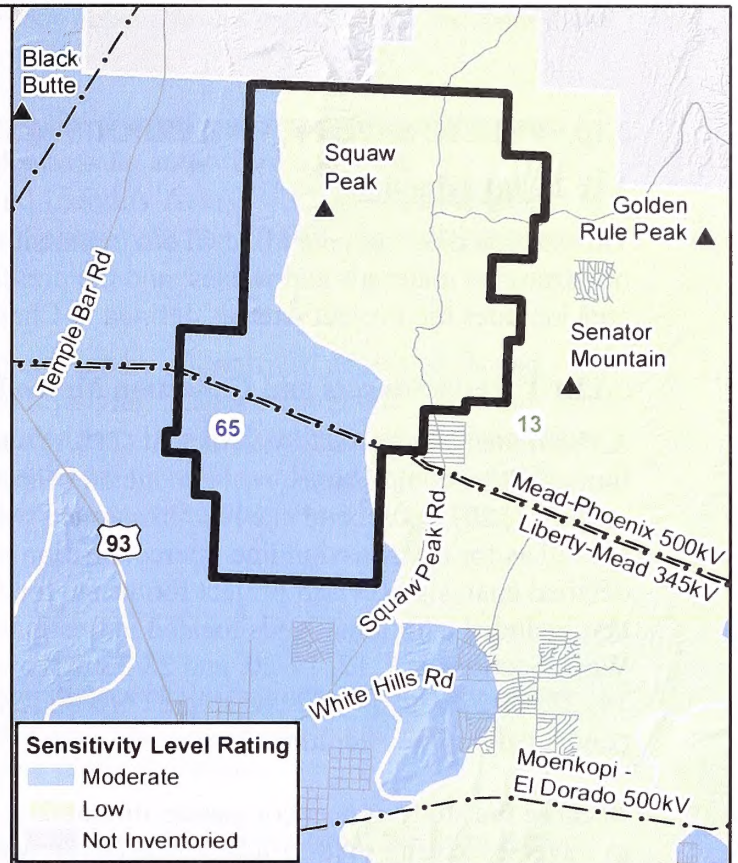 Black
Butte
Squaw
Peak
Golden
Rule Peak
Temple Bar Rd
Senator
Mountain
65
13
93
Mead-Phoenix 500kV
Liberty-Mead 345kV
Squaw Peak Rd
White Hills Rd
Moenkopi -
El Dorado 500kV
Sensitivity Level Rating
Moderate
Low
Not Inventoried